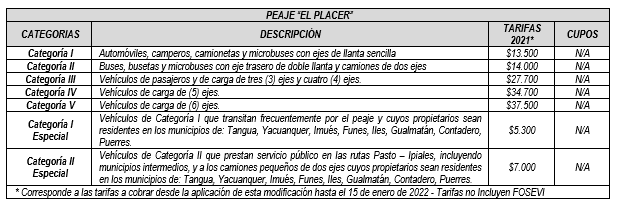 PEAJE “EL PLACER”
CATEGORIAS DESCRIPCIÓN TARIFAS 2021* CUPOS
Categoría I Automóviles, camperos, camionetas y microbuses con ejes de llanta sencilla $13.500 N/A
Categoría II Buses, busetas y microbuses con eje trasero de doble llanta y camiones de dos ejes $14.000 N/A
Categoría III Vehículos de pasajeros y de carga de tres (3) ejes y cuatro (4) ejes. $27.700 N/A
Categoría IV Vehículos de carga de (5) ejes. $34.700 N/A
Categoría V Vehículos de carga de (6) ejes. $37.500 N/A
Categoría I Especial Vehículos de Categoría I que transitan frecuentemente por el peaje y cuyos propietarios sean
residentes en los municipios de: Tangua, Yacuanquer, Imués, Funes, Iles, Gualmatán, Contadero,
Puerres. $5.300 N/A
Categoría II Especial Vehículos de Categoría II que prestan servicio público en las rutas Pasto – Ipiales, incluyendo
municipios intermedios, y a los camiones pequeños de dos ejes cuyos propietarios sean residentes
en los municipios de: Tangua, Yacuanquer, Imués, Funes, Iles, Gualmatán, Contadero, Puerres. $7.000 N/A
* Corresponde a las tarifas a cobrar desde la aplicación de esta modificación hasta el 15 de enero de 2022 - Tarifas no Incluyen FOSEVI